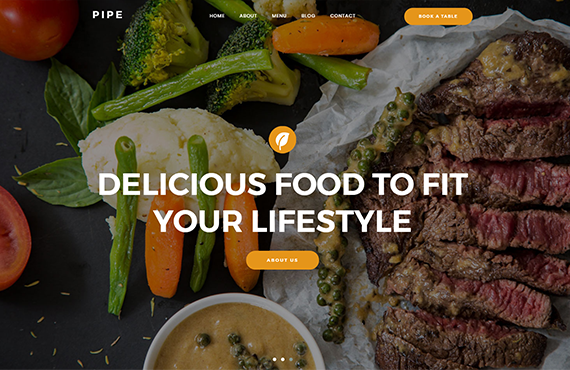 PIPE
HOME ABOUT MENU BLOG CONTACT
BOOK A TABLE
DELICIOUS FOOD TO FIT
YOUR LIFESTYLE
ABOUT US